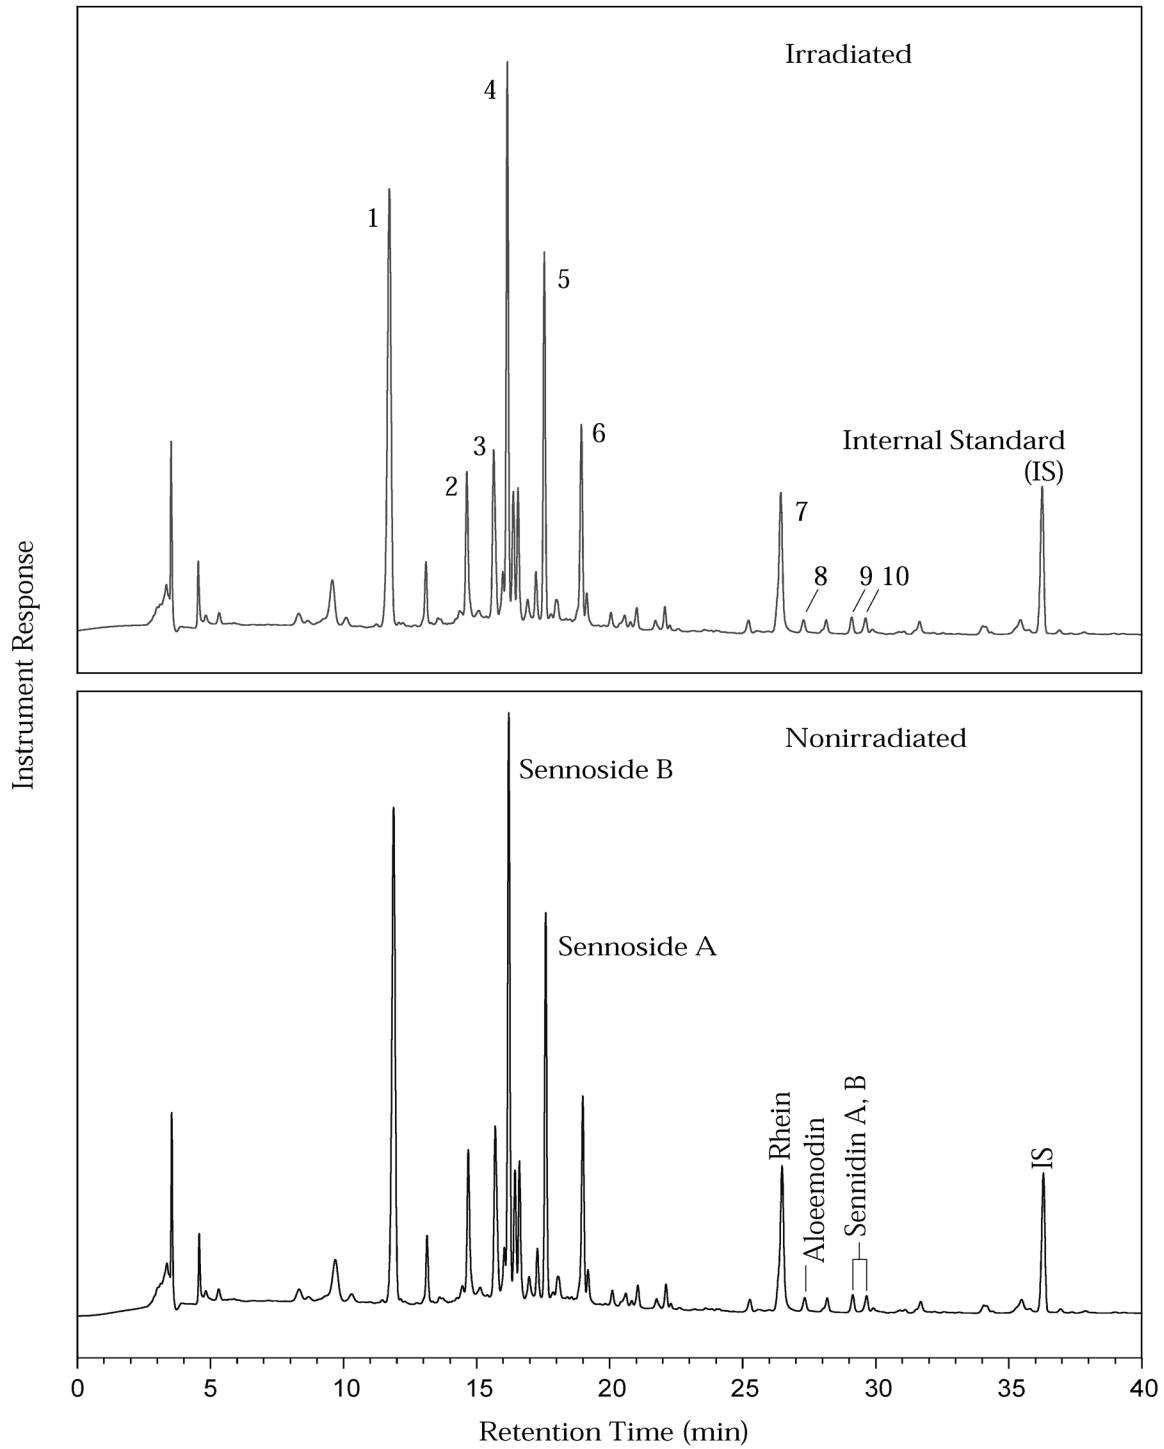 Irradiated
4
1
5
3
6
2
Internal Standard
(IS)
7
8
9 10
Instrument Response
Nonirradiated
Sennoside B
Sennoside A
Rhein
Aloeemodin
Sennidin A, B
IS
0 5 10 15 20 25 30 35 40
Retention Time (min)